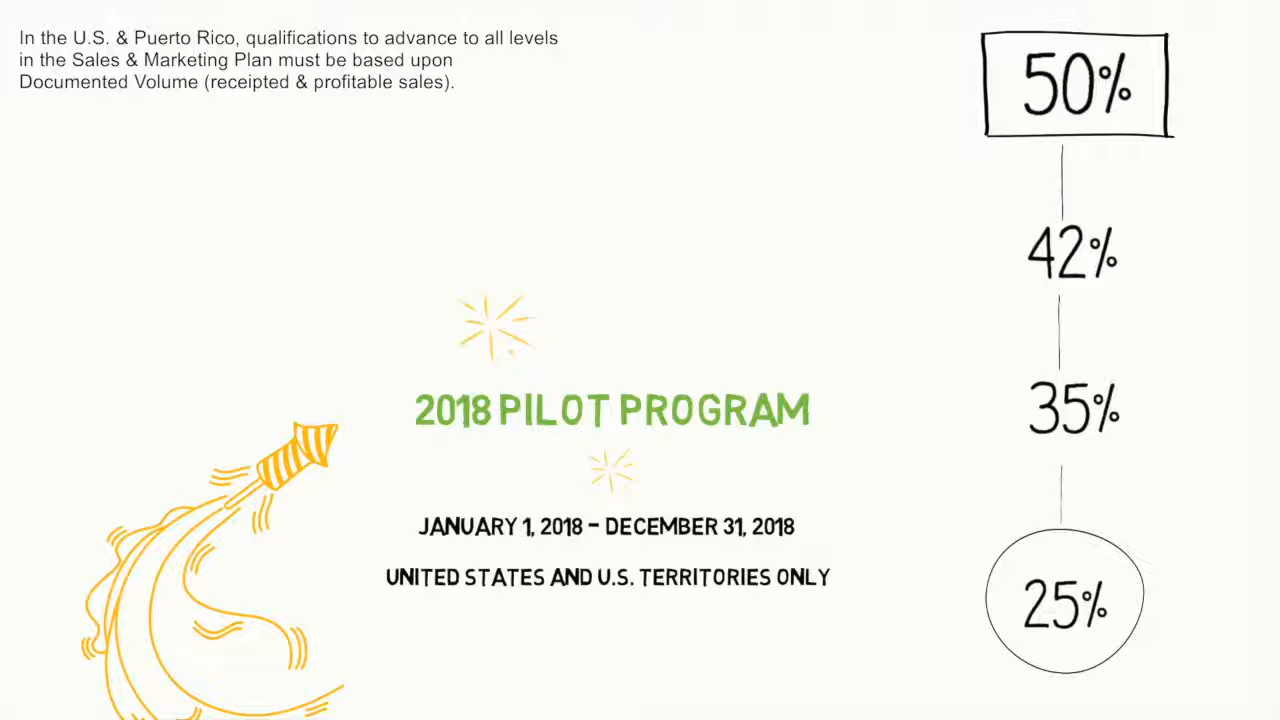 In the U.S. & Puerto Rico, qualifications to advance to all levels
in the Sales & Marketing Plan must be based upon
Documented Volume (receipted & profitable sales).
50%
42%
35%
25%
2018 PILOT PROGRAM
JANUARY 1, 2018 – DECEMBER 31, 2018
UNITED STATES AND U.S. TERRITORIES ONLY